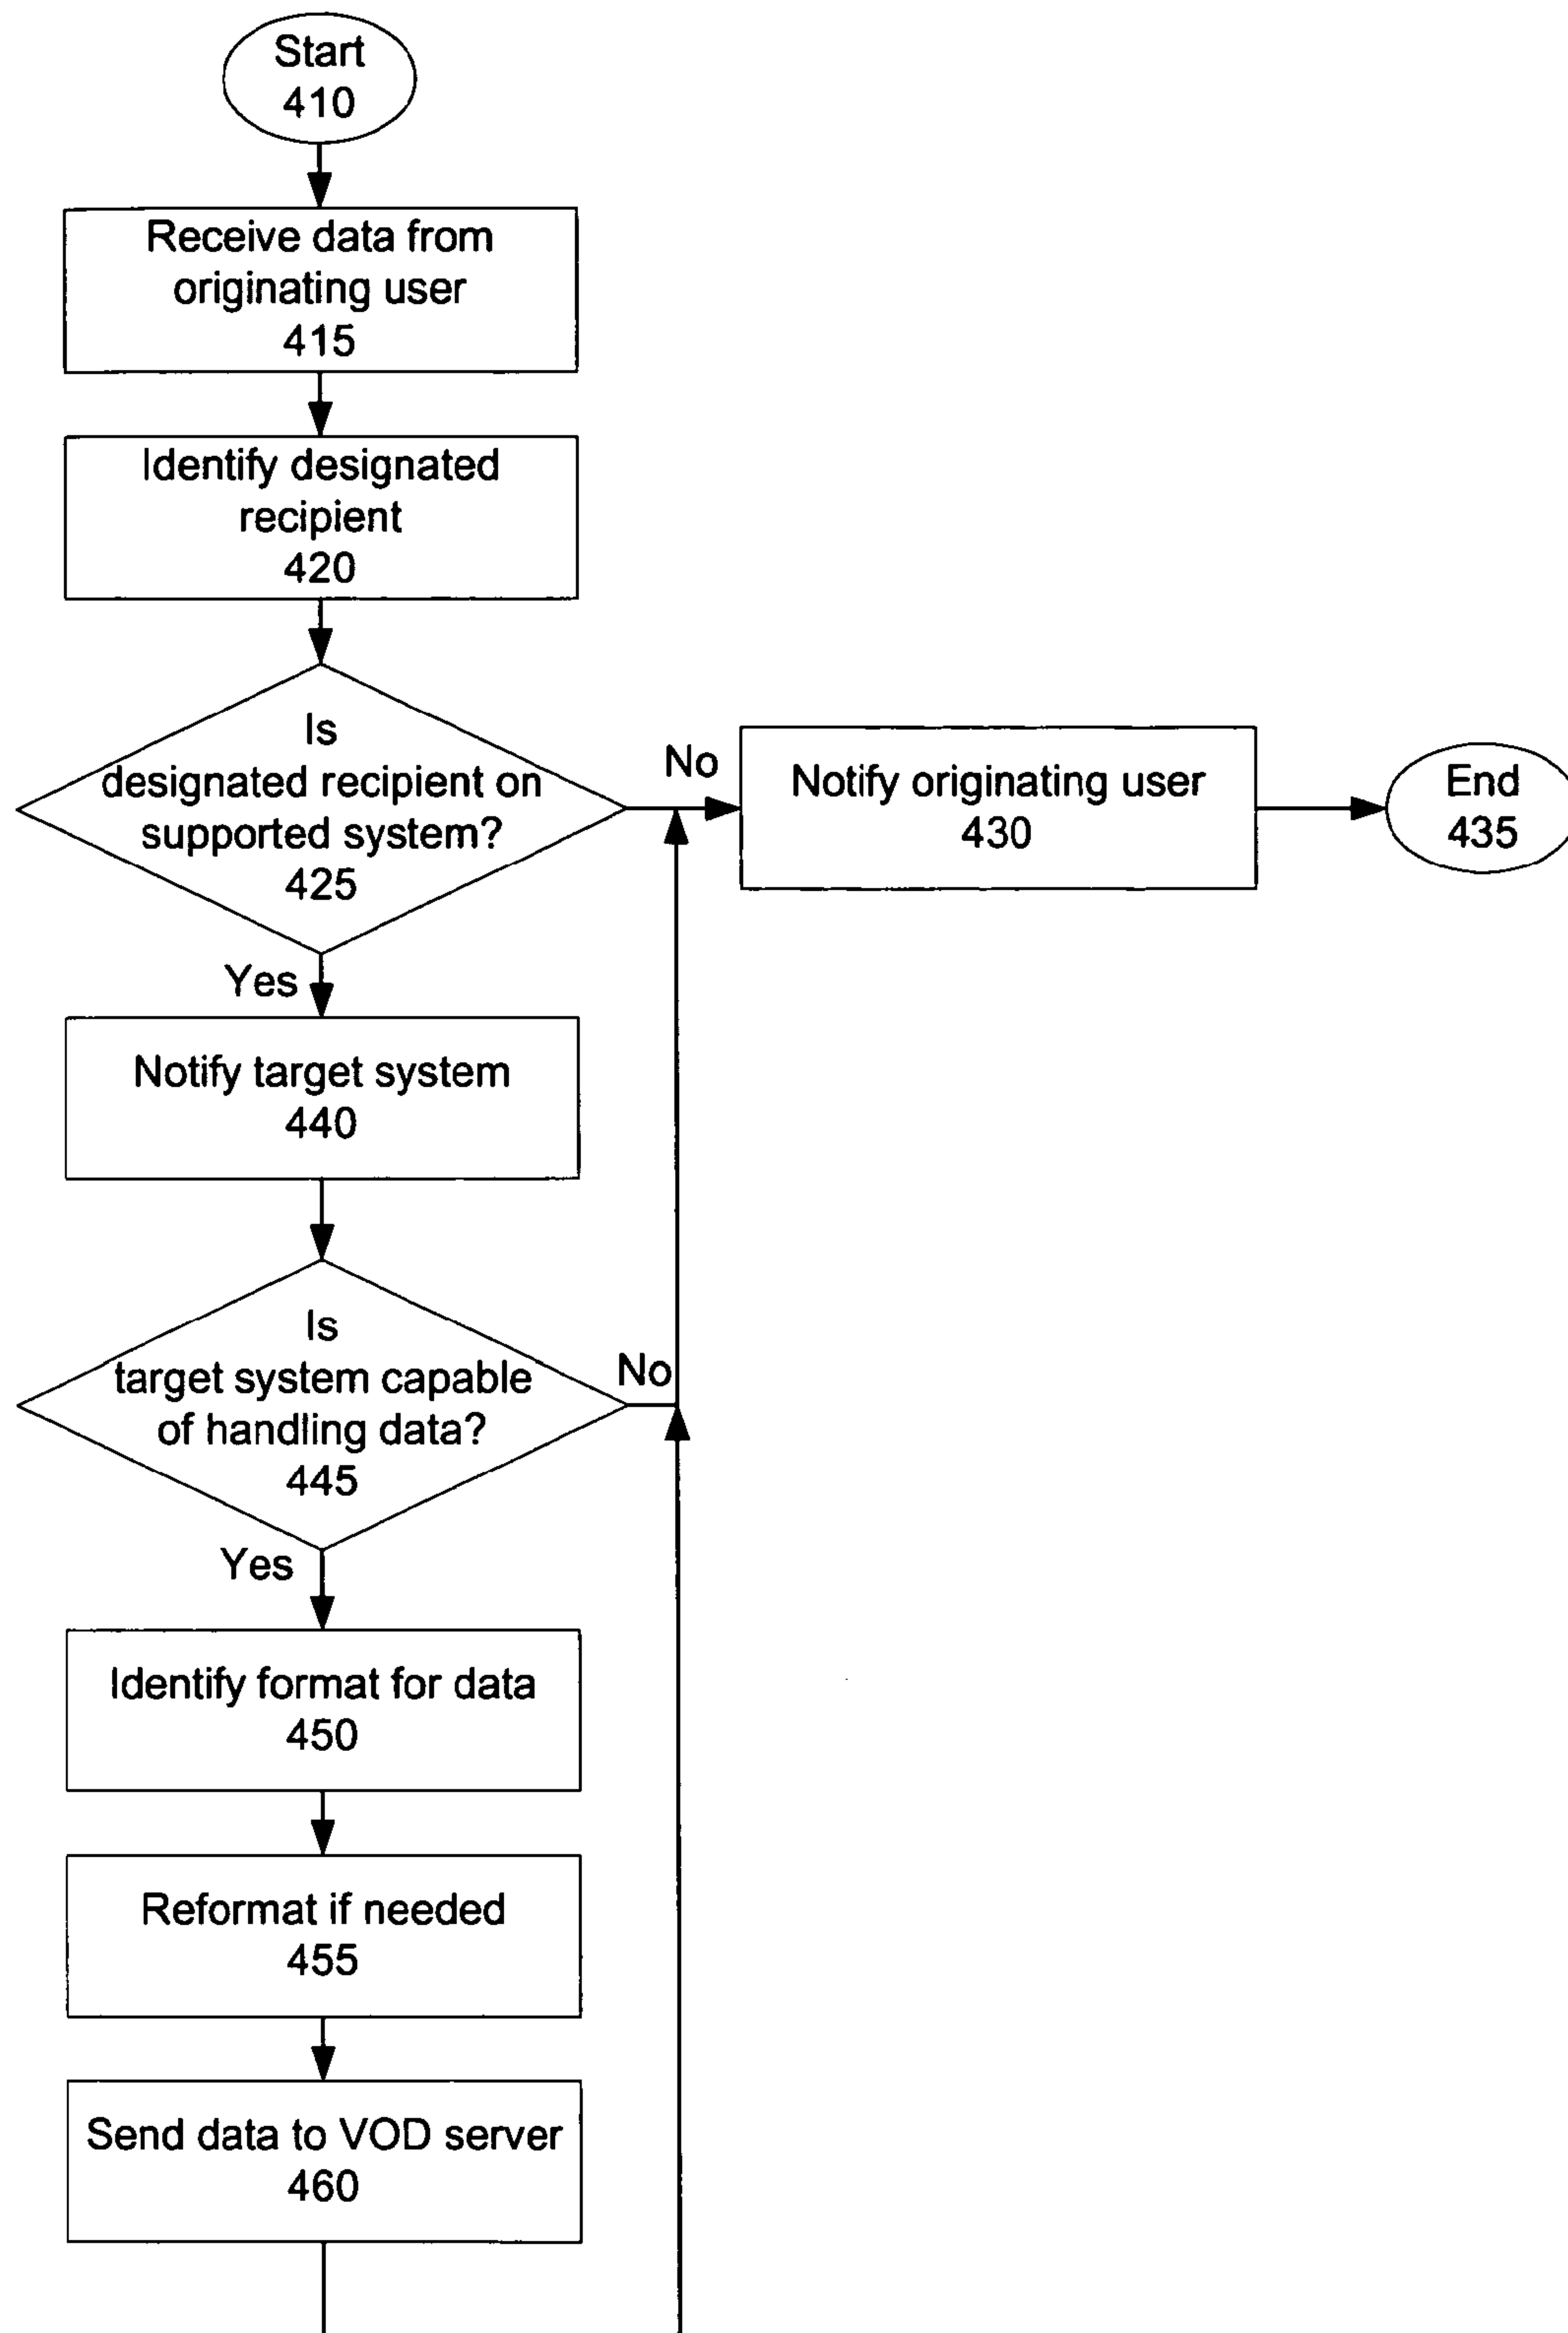 Start
410
Receive data from
originating user
415
Identify designated
recipient
420
Is
designated recipient on
supported system?
425
No
Notify originating user
430
End
435
Yes
Notify target system
440
Is
target system capable
of handling data?
445
No
Yes
Identify format for data
450
Reformat if needed
455
Send data to VOD server
460